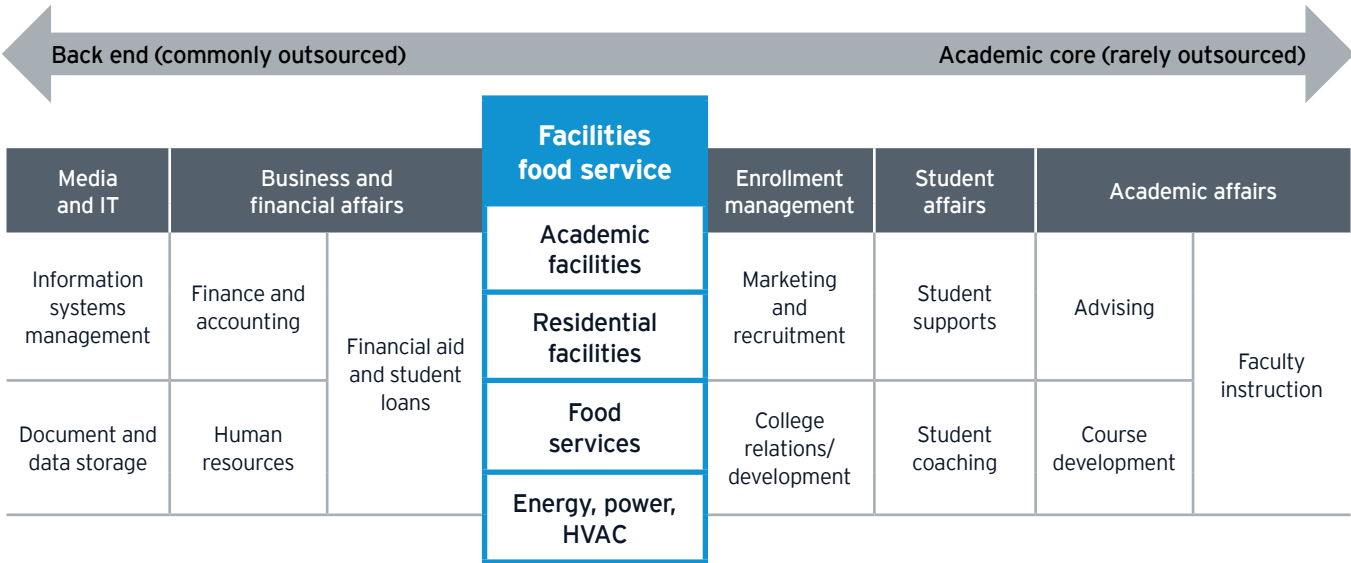 Back end (commonly outsourced)
Academic core (rarely outsourced)
Media
and IT
Business and
financial affairs
Facilities
food service
Enrollment
management
Student
affairs
Academic affairs
Information
systems
management
Document and
data storage
Finance and
accounting
Human
resources
Financial aid
and student
loans
Academic
facilities
Residential
facilities
Food
services
Energy, power,
HVAC
Marketing
and
recruitment
College
relations/
development
Student
supports
Student
coaching
Advising
Course
development
Faculty
instruction